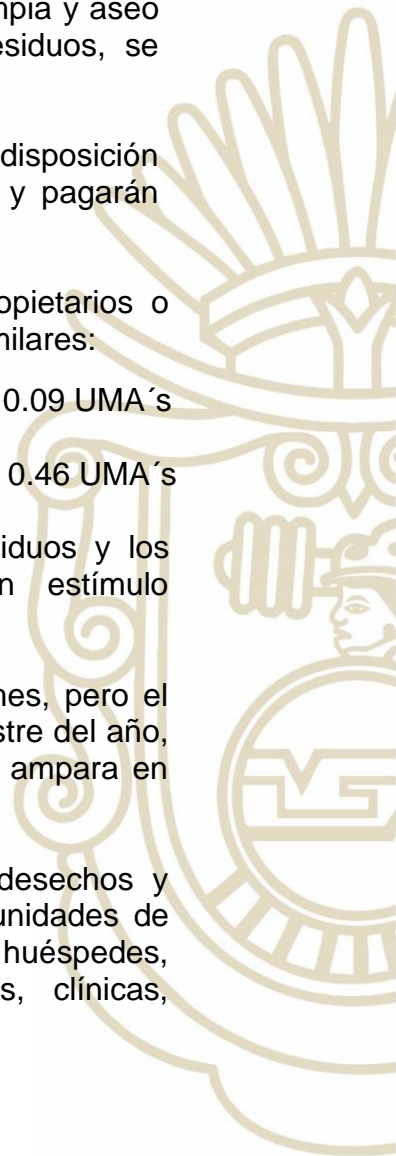 mpia y aseo
esiduos, se
disposición
y pagarán
opietarios o
milares:
0.09 UMA´s
0.46 UMA´s
siduos y los
n estímulo
nes, pero el
stre del año,
ampara en
desechos y
unidades de
huéspedes,
s, clínicas,